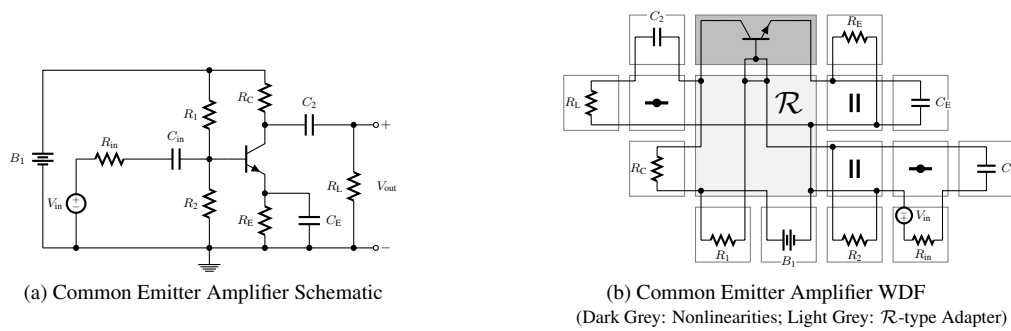 B1
Vin
Rin
Cin
R1
R2
RC
RE
C2
CE
RL
Vout
+
−
(a) Common Emitter Amplifier Schematic
C2
RE
RL
R
CE
RC
C
Vin
R1
B1
R2
Rin
(b) Common Emitter Amplifier WDF
(Dark Grey: Nonlinearities; Light Grey: R-type Adapter)